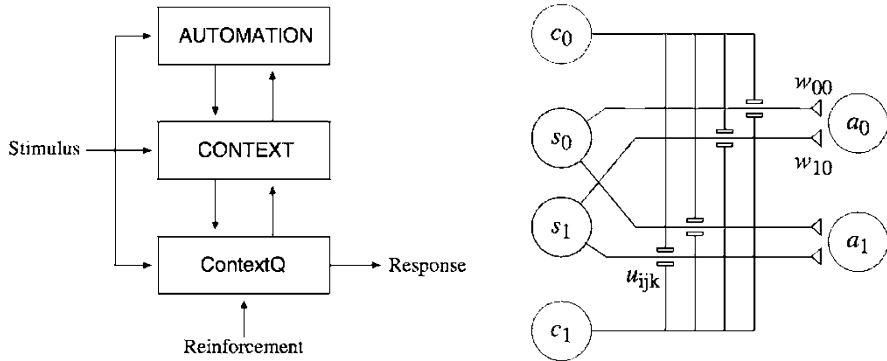 AUTOMATION
Stimulus
CONTEXT
ContextQ
Response
Reinforcement
c0
w00
s0
a0
w10
s1
a1
uijk
c1